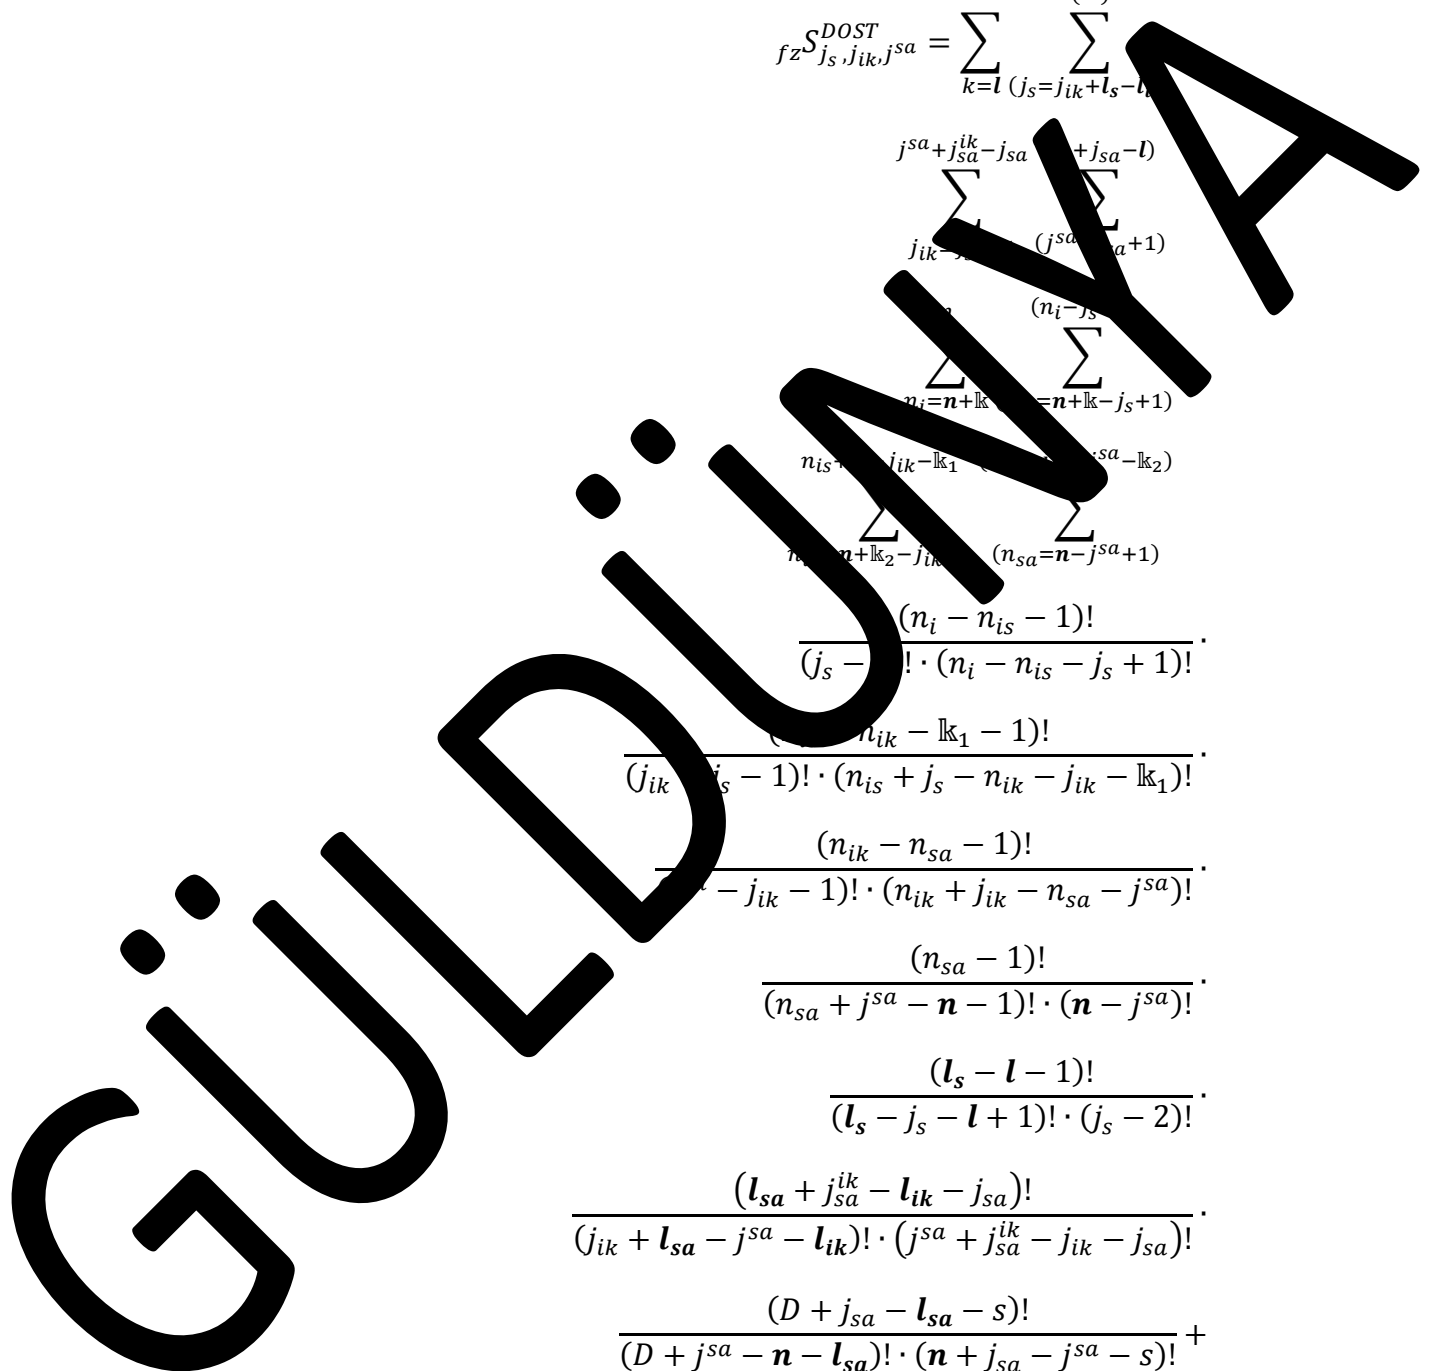 fzS^{DOST}_{j_s,j_{ik},j^{sa}} = ∑_{k=l} ∑_{(j_s=j_{ik}+l_s-l
j^{sa}+j_{sa}^{ik}-j_{sa} +j_{sa}-l)
∑ ∑
j_{ik} (j^{sa} +1)
(n_i-j_s
∑ ∑
n_i=n+𝕜 =n+𝕜-j_s+1)
n_{is} j_{ik}-𝕜_1 j^{sa}-𝕜_2)
∑ ∑
n+𝕜_2-j_{ik} (n_{sa}=n-j^{sa}+1)
(n_i - n_{is} - 1)!
(j_s - )! · (n_i - n_{is} - j_s + 1)! ·
n_{ik} - 𝕜_1 - 1)!
(j_{ik} j_s - 1)! · (n_{is} + j_s - n_{ik} - j_{ik} - 𝕜_1)! ·
(n_{ik} - n_{sa} - 1)!
- j_{ik} - 1)! · (n_{ik} + j_{ik} - n_{sa} - j^{sa})! ·
(n_{sa} - 1)!
(n_{sa} + j^{sa} - n - 1)! · (n - j^{sa})! ·
(l_s - l - 1)!
(l_s - j_s - l + 1)! · (j_s - 2)! ·
(l_{sa} + j_{sa}^{ik} - l_{ik} - j_{sa})!
(j_{ik} + l_{sa} - j^{sa} - l_{ik})! · (j^{sa} + j_{sa}^{ik} - j_{ik} - j_{sa})! ·
(D + j_{sa} - l_{sa} - s)!
(D + j^{sa} - n - l_{sa})! · (n + j_{sa} - j^{sa} - s)! +
GÜLDÜNYA